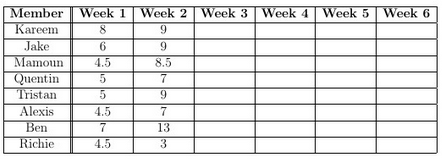 Member Week 1 Week 2 Week 3 Week 4 Week 5 Week 6
Kareem 8 9
Jake 6 9
Mamoun 4.5 8.5
Quentin 5 7
Tristan 5 9
Alexis 4.5 7
Ben 7 13
Richie 4.5 3